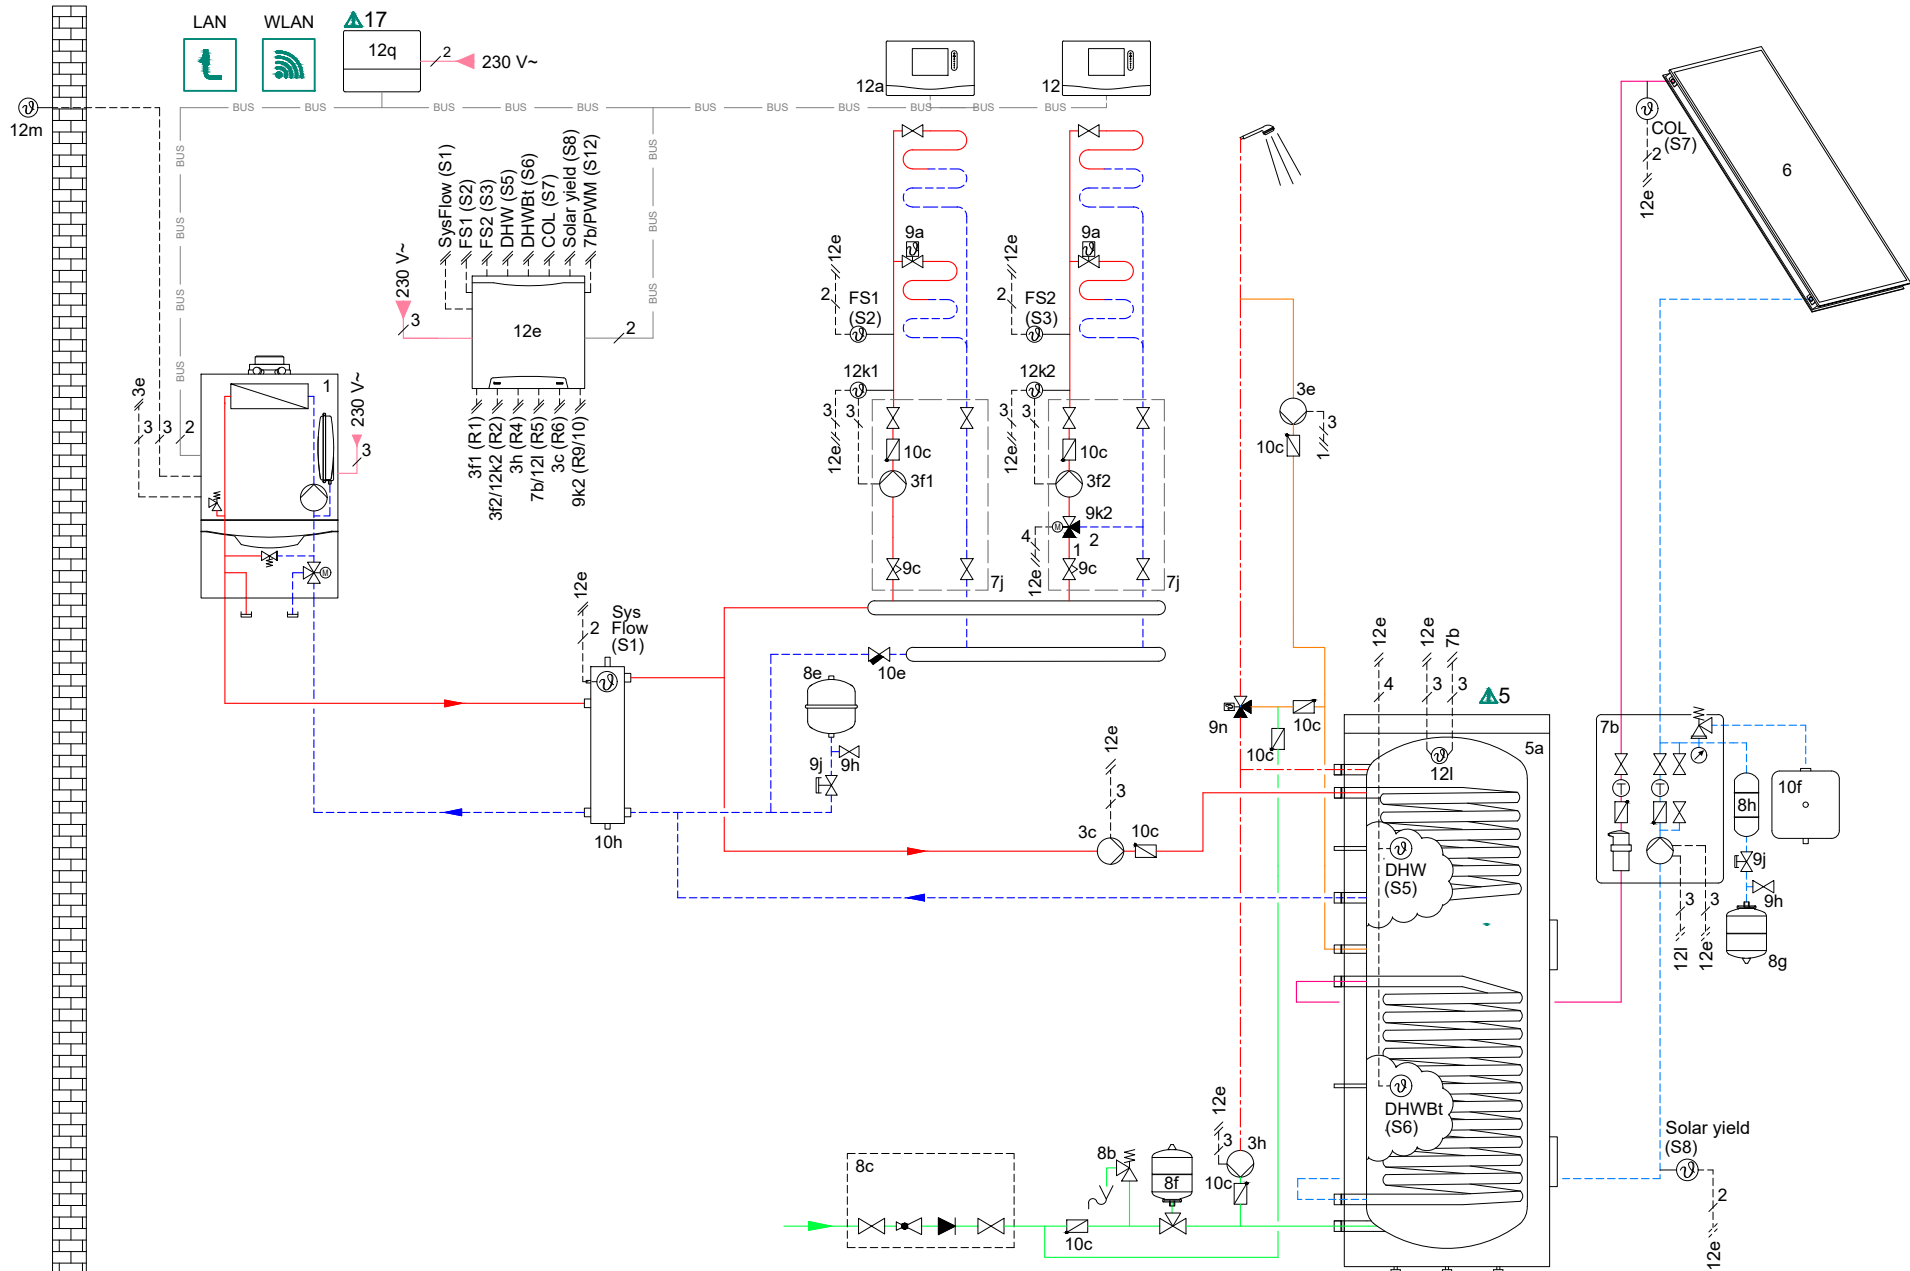 LAN
WLAN
17
12q
2
230 V~
12a
12
12m
BUS BUS BUS BUS BUS BUS BUS BUS BUS BUS
BUS
BUS
BUS
BUS
BUS
SysFlow (S1)
FS1 (S2)
FS2 (S3)
DHW (S5)
DHWBt (S6)
COL (S7)
Solar yield (S8)
7b/PWM (S12)
230 V~
3
12e
2
3f1 (R1)
3f2/12k2 (R2)
3h (R4)
7b/12l (R5)
3c (R6)
9k2 (R9/10)
3e
3
3
2
1
230 V~
3
12e
2
FS1
(S2)
9a
12k1
3
3
12e
10c
3f1
9c
7j
12e
2
FS2
(S3)
9a
12k2
3
3
12e
10c
3f2
9k2
2
1
4
12e
9c
7j
3e
3
1
10c
COL
(S7)
2
12e
6
12e
2
Sys
Flow
(S1)
10h
8e
9j
9h
10e
12e
3
3c
10c
9n
10c
10c
12e
4
12e
3
7b
3
5
5a
12l
DHW
(S5)
DHWBt
(S6)
7b
T
T
3
3
12l
12e
8h
9j
9h
8g
10f
Solar yield
(S8)
2
12e
8c
8b
8f
10c
12e
3
3h
10c
M
M